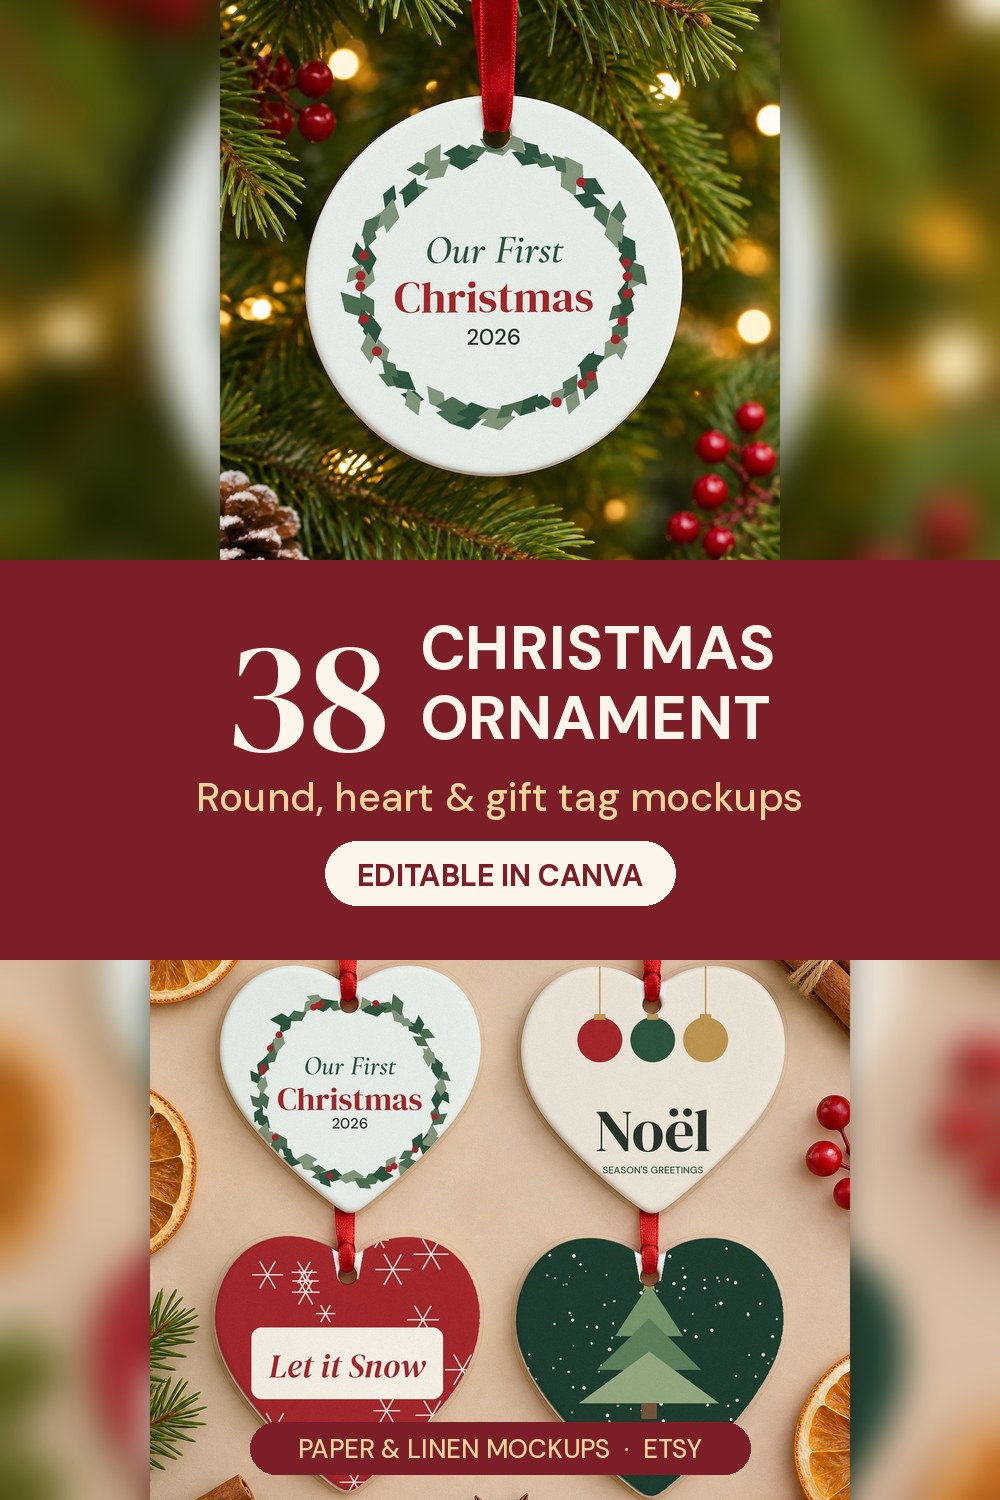 Our First
Christmas
2026
38
CHRISTMAS
ORNAMENT
Round, heart & gift tag mockups
EDITABLE IN CANVA
Our First
Christmas
2026
Noël
SEASON'S GREETINGS
Let it Snow
PAPER & LINEN MOCKUPS · ETSY